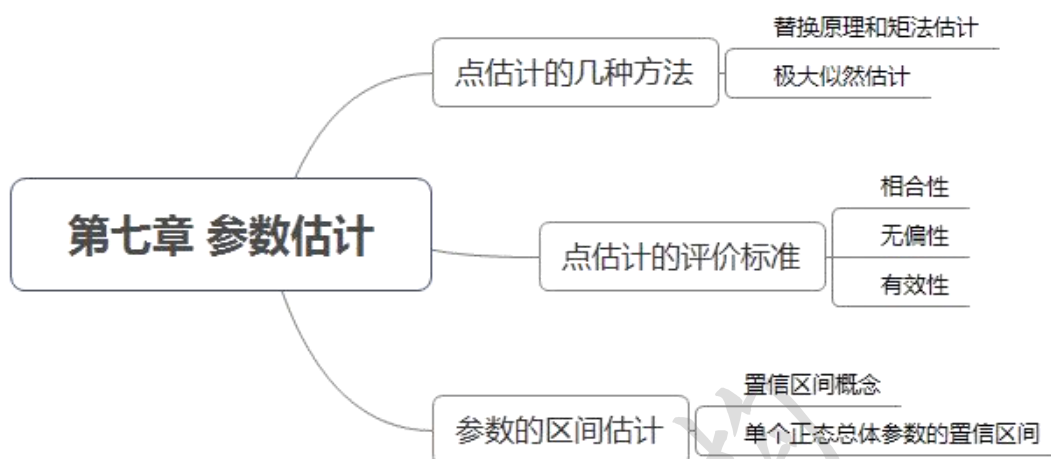 替换原理和矩法估计
点估计的几种方法
极大似然估计
相合性
第七章 参数估计
无偏性
点估计的评价标准
有效性
置信区间概念
参数的区间估计
单个正态总体参数的置信区间